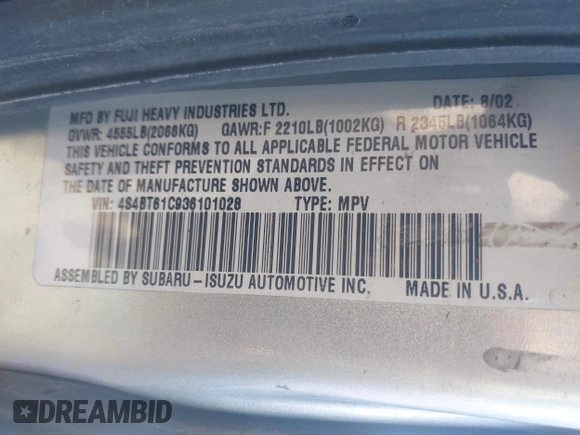 MFD BY FUJI HEAVY INDUSTRIES LTD. DATE: 8/02
GVWR: 4555LB(2066KG) GAWR:F 2210LB(1002KG) R 2345LB(1064KG)
THIS VEHICLE CONFORMS TO ALL APPLICABLE FEDERAL MOTOR VEHICLE
SAFETY AND THEFT PREVENTION STANDARDS IN EFFECT ON
THE DATE OF MANUFACTURE SHOWN ABOVE.
VIN: 4S4BT61C936101028 TYPE: MPV
ASSEMBLED BY SUBARU-ISUZU AUTOMOTIVE INC. MADE IN U.S.A.
DREAMBID